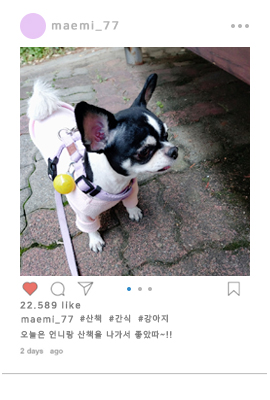 maemi_77
22.589 like
maemi_77 #산책 #간식 #강아지
오늘은 언니랑 산책을 나가서 좋았따~!!
2 days ago